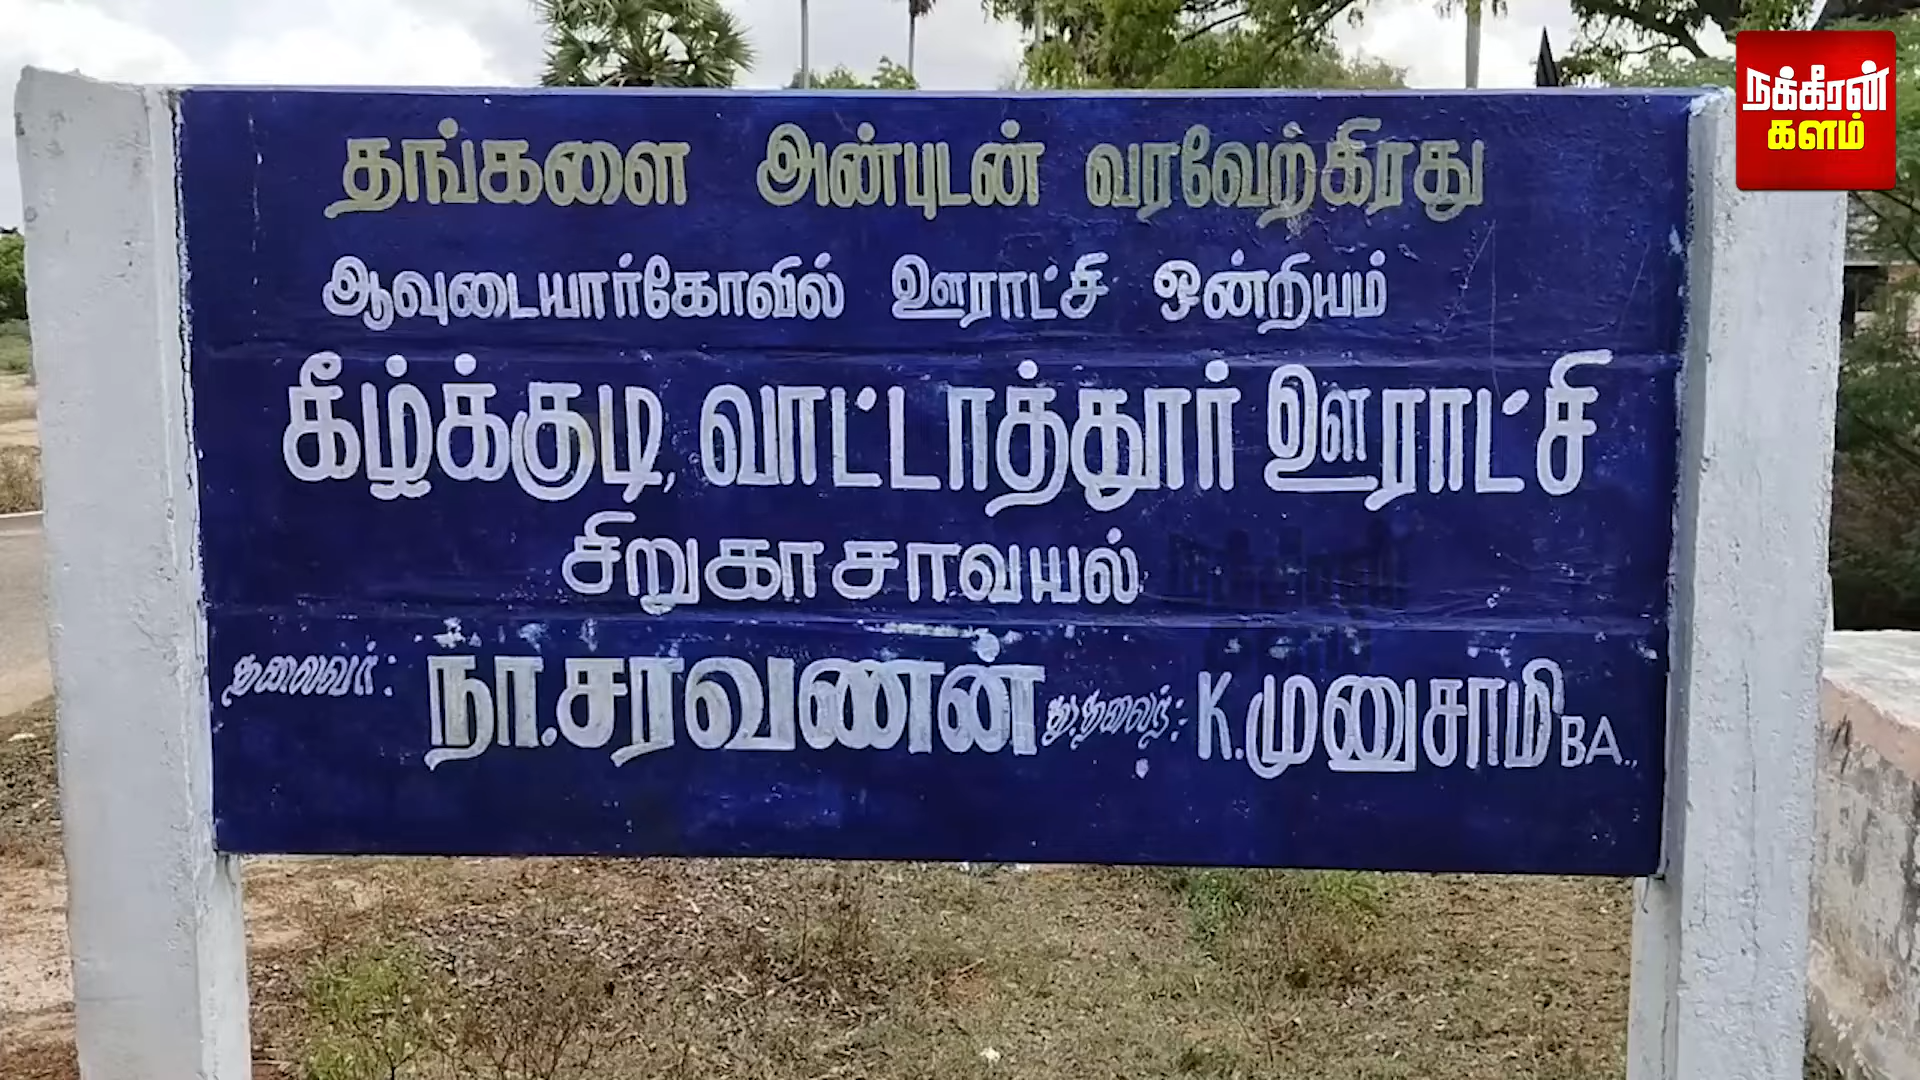 நக்கீரன்
களம்
தங்களை அன்புடன் வரவேற்கிரது
ஆவுடையார்கோவில் ஊராட்சி ஒன்றியம்
கீழ்க்குடி, வாட்டாத்தூர் ஊராட்சி
சிறுகாசாவயல்
தலைவர்: நா.சரவணன் து.தலைர்: K.முனுசாமி BA.,